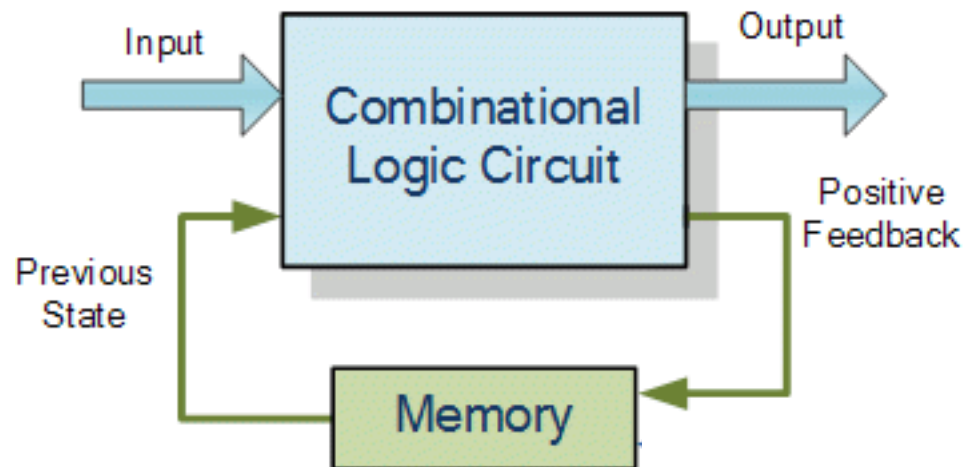 Input
Output
Combinational
Logic Circuit
Positive
Feedback
Previous
State
Memory